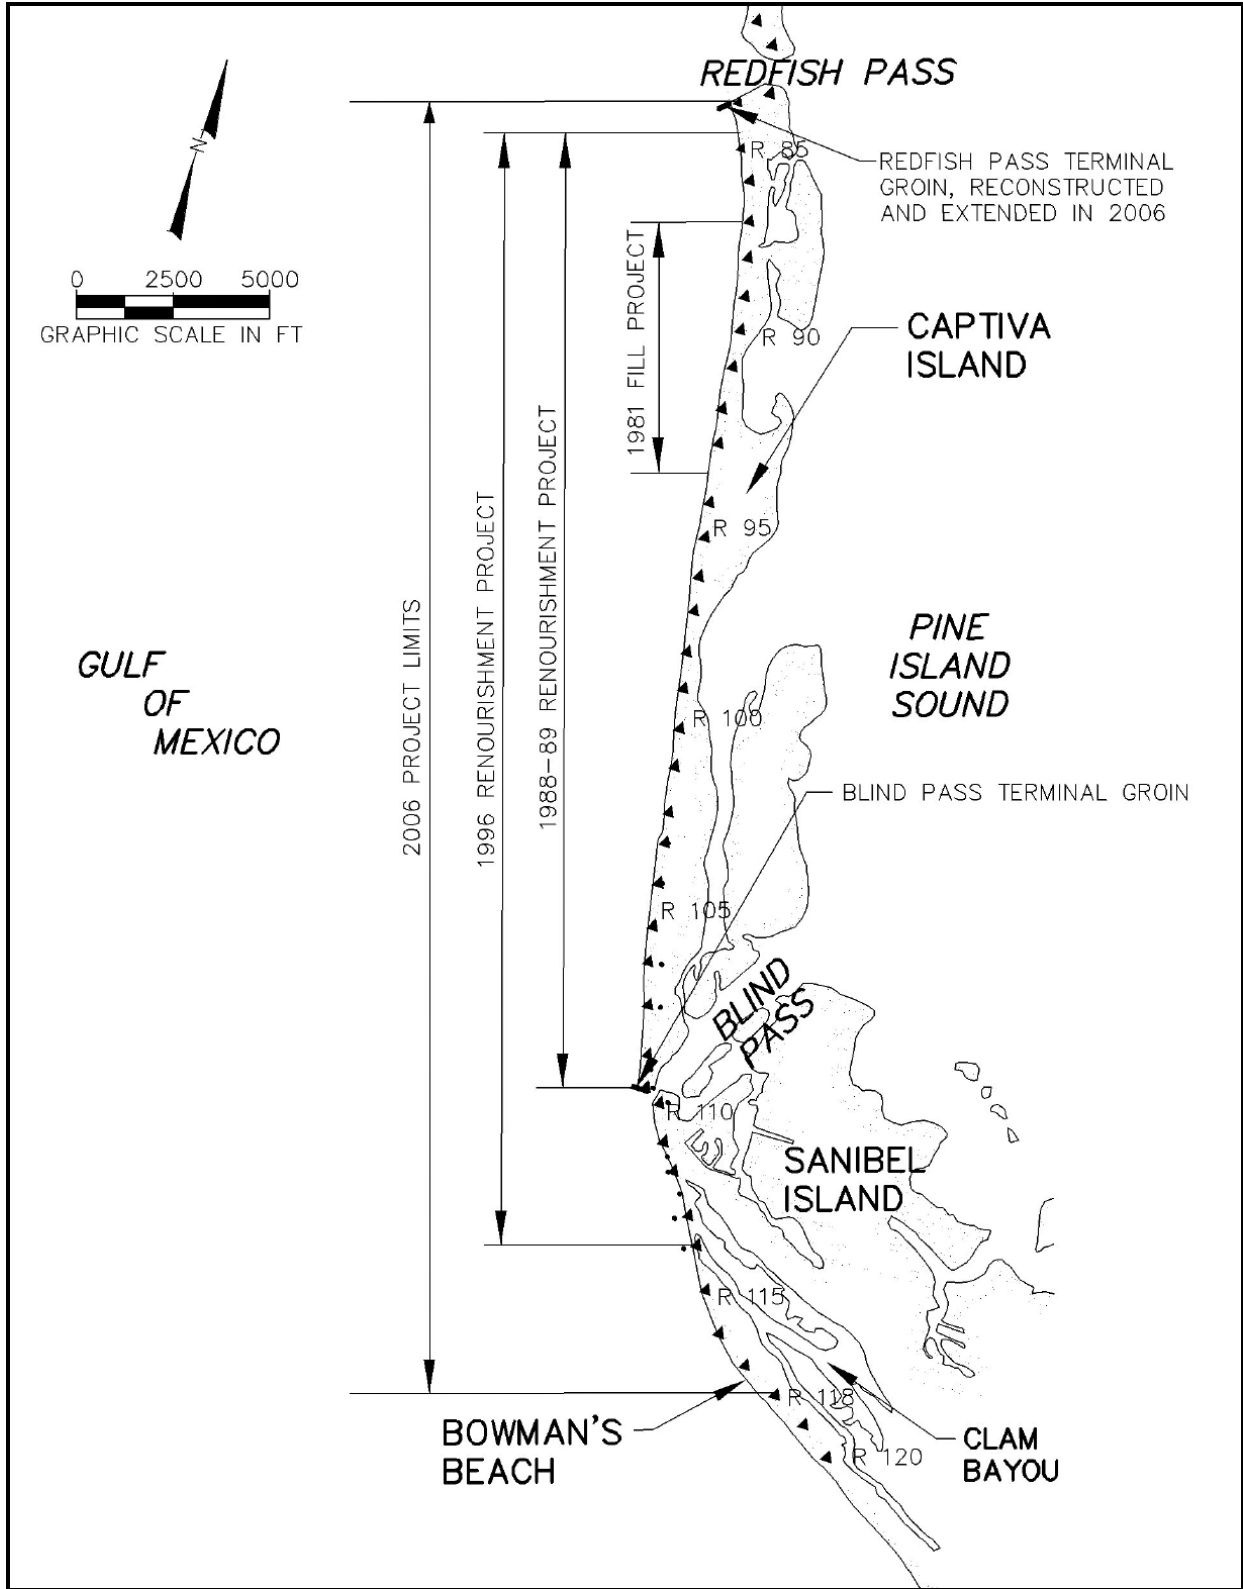 REDFISH PASS
N
R 85
REDFISH PASS TERMINAL
GROIN, RECONSTRUCTED
AND EXTENDED IN 2006
0 2500 5000
GRAPHIC SCALE IN FT
1981 FILL PROJECT
R 90
CAPTIVA
ISLAND
1988-89 RENOURISHMENT PROJECT
1996 RENOURISHMENT PROJECT
2006 PROJECT LIMITS
R 95
GULF
OF
MEXICO
PINE
ISLAND
SOUND
R 100
BLIND PASS TERMINAL GROIN
R 105
BLIND
PASS
R 110
SANIBEL
ISLAND
R 115
R 118
BOWMAN'S
BEACH
R 120
CLAM
BAYOU